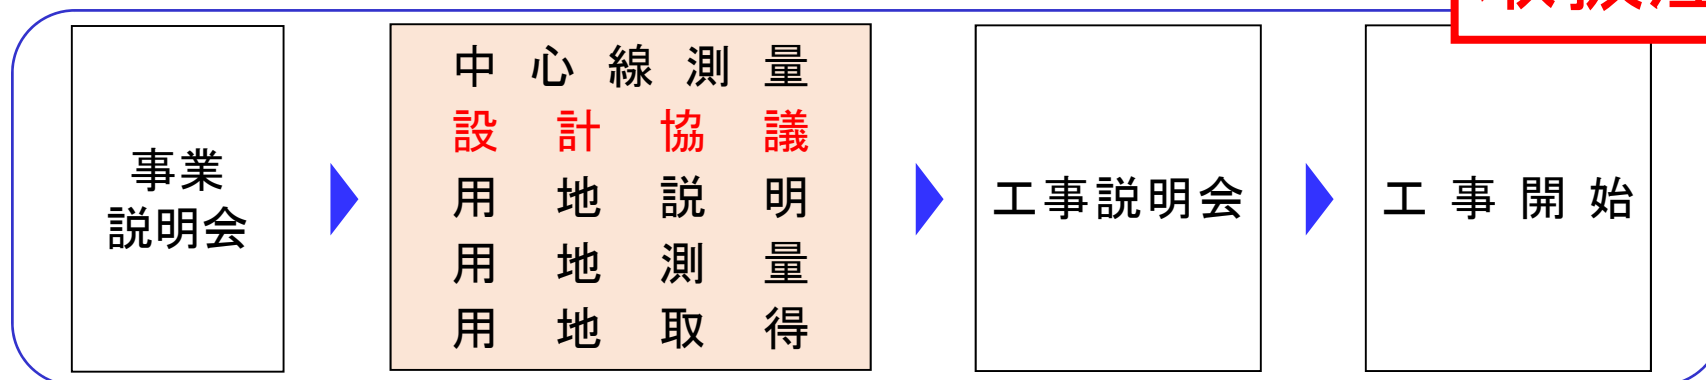 事業
説明会
中心線測量
設計協議
用地説明
用地測量
用地取得
工事説明会
工事開始